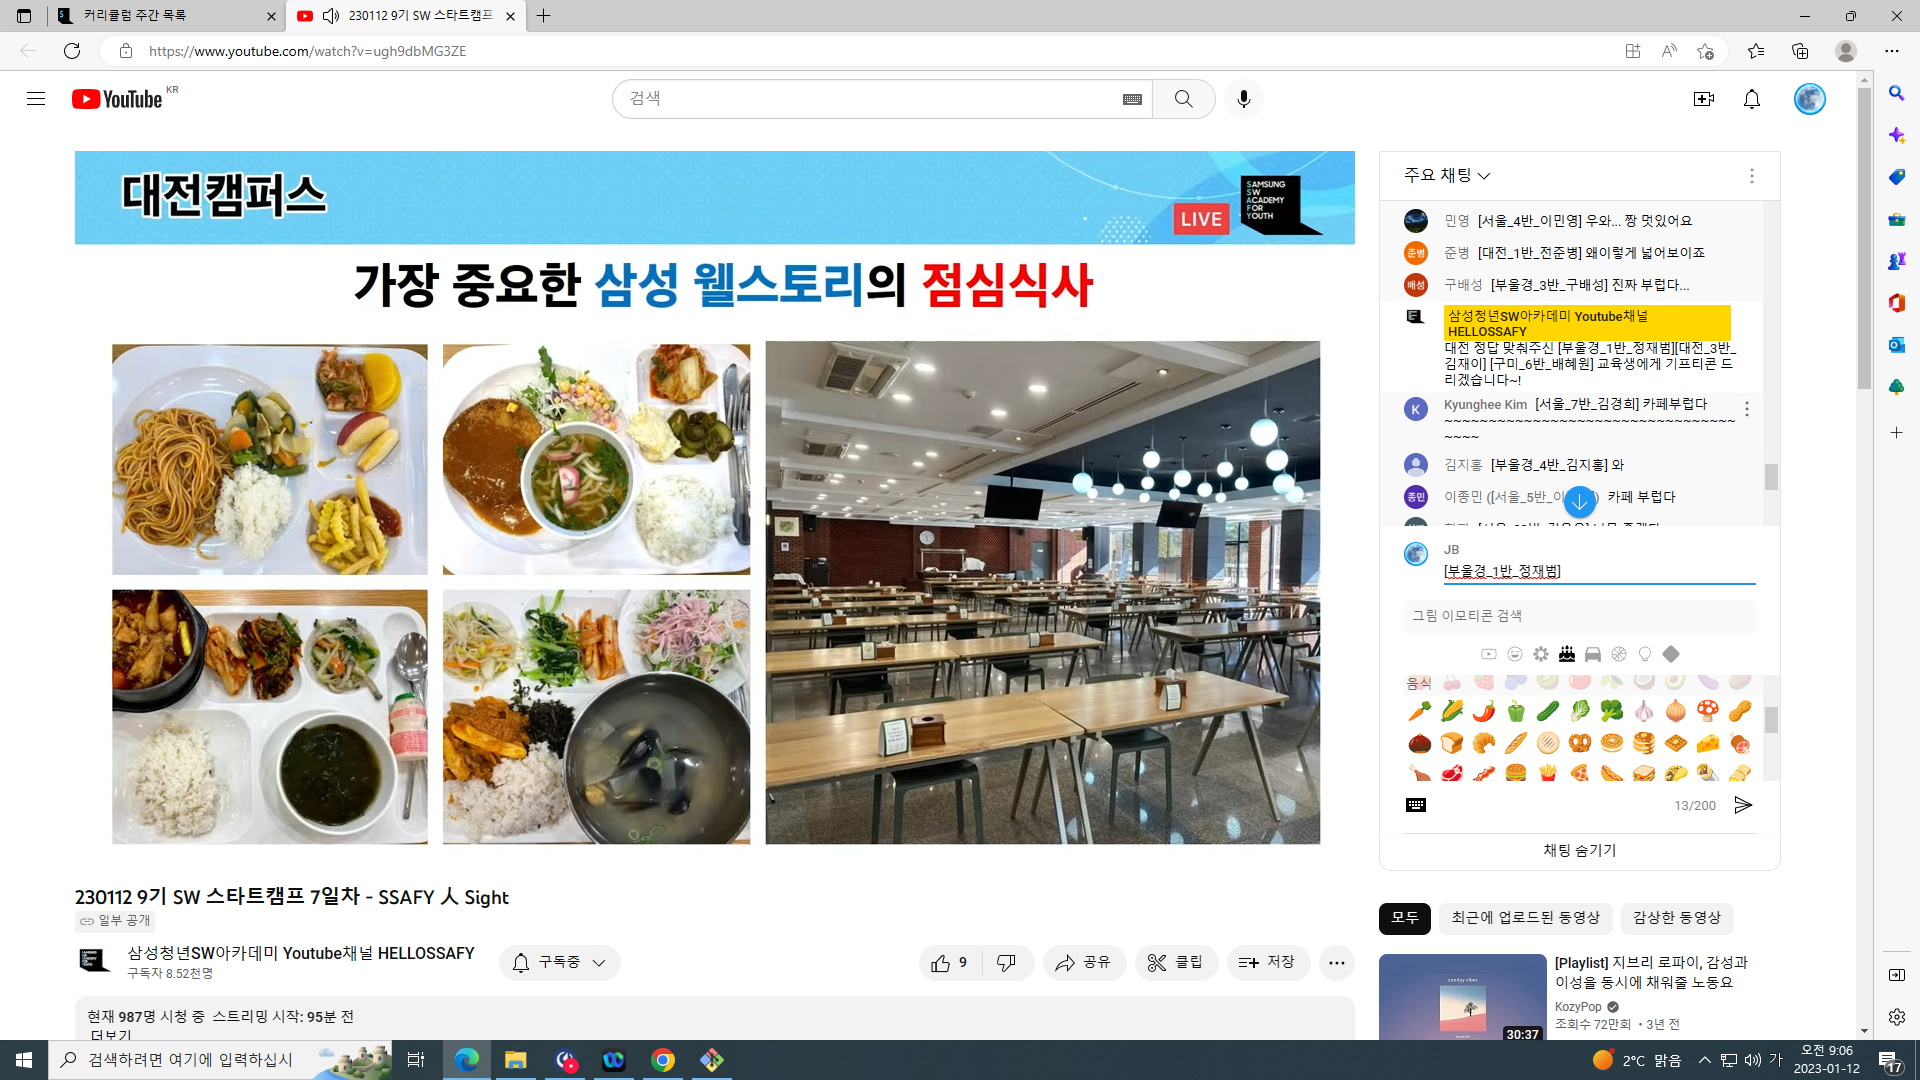 커리큘럼 주간 목록
230112 9기 SW 스타트캠프
https://www.youtube.com/watch?v=ugh9dbMG3ZE
YouTube KR
검색
대전캠퍼스
LIVE
SAMSUNG
SW
ACADEMY
FOR
YOUTH
가장 중요한 삼성 웰스토리의 점심식사
주요 채팅
민영 [서울_4반_이민영] 우와... 짱 멋있어요
준병 준병 [대전_1반_전준병] 왜이렇게 넓어보이죠
배성 구배성 [부울경_3반_구배성] 진짜 부럽다...
삼성청년SW아카데미 Youtube채널
HELLOSSAFY
대전 정답 맞춰주신 [부울경_1반_정재범][대전_3반_
김재이] [구미_6반_배혜원] 교육생에게 기프티콘 드
리겠습니다~!
K Kyunghee Kim [서울_7반_김경희] 카페부럽다
~~~~~~~~~~~~~~~~~~~~~~~~~~~~~~~~~
~~~~
김지홍 [부울경_4반_김지홍] 와
종민 이종민 ([서울_5반_이 카페 부럽다
JB
[부울경_1반_정재범]
그림 이모티콘 검색
음식
13/200
채팅 숨기기
230112 9기 SW 스타트캠프 7일차 - SSAFY 人 Sight
일부 공개
삼성청년SW아카데미 Youtube채널 HELLOSSAFY
구독자 8.52천명
구독중
9
공유
클립
저장
현재 987명 시청 중 스트리밍 시작: 95분 전
더보기
모두
최근에 업로드된 동영상
감상한 동영상
sunday vibes
30:37
[Playlist] 지브리 로파이, 감성과
이성을 동시에 채워줄 노동요
KozyPop
조회수 72만회 • 3년 전
검색하려면 여기에 입력하십시
2°C 맑음
가
오전 9:06
2023-01-12
17